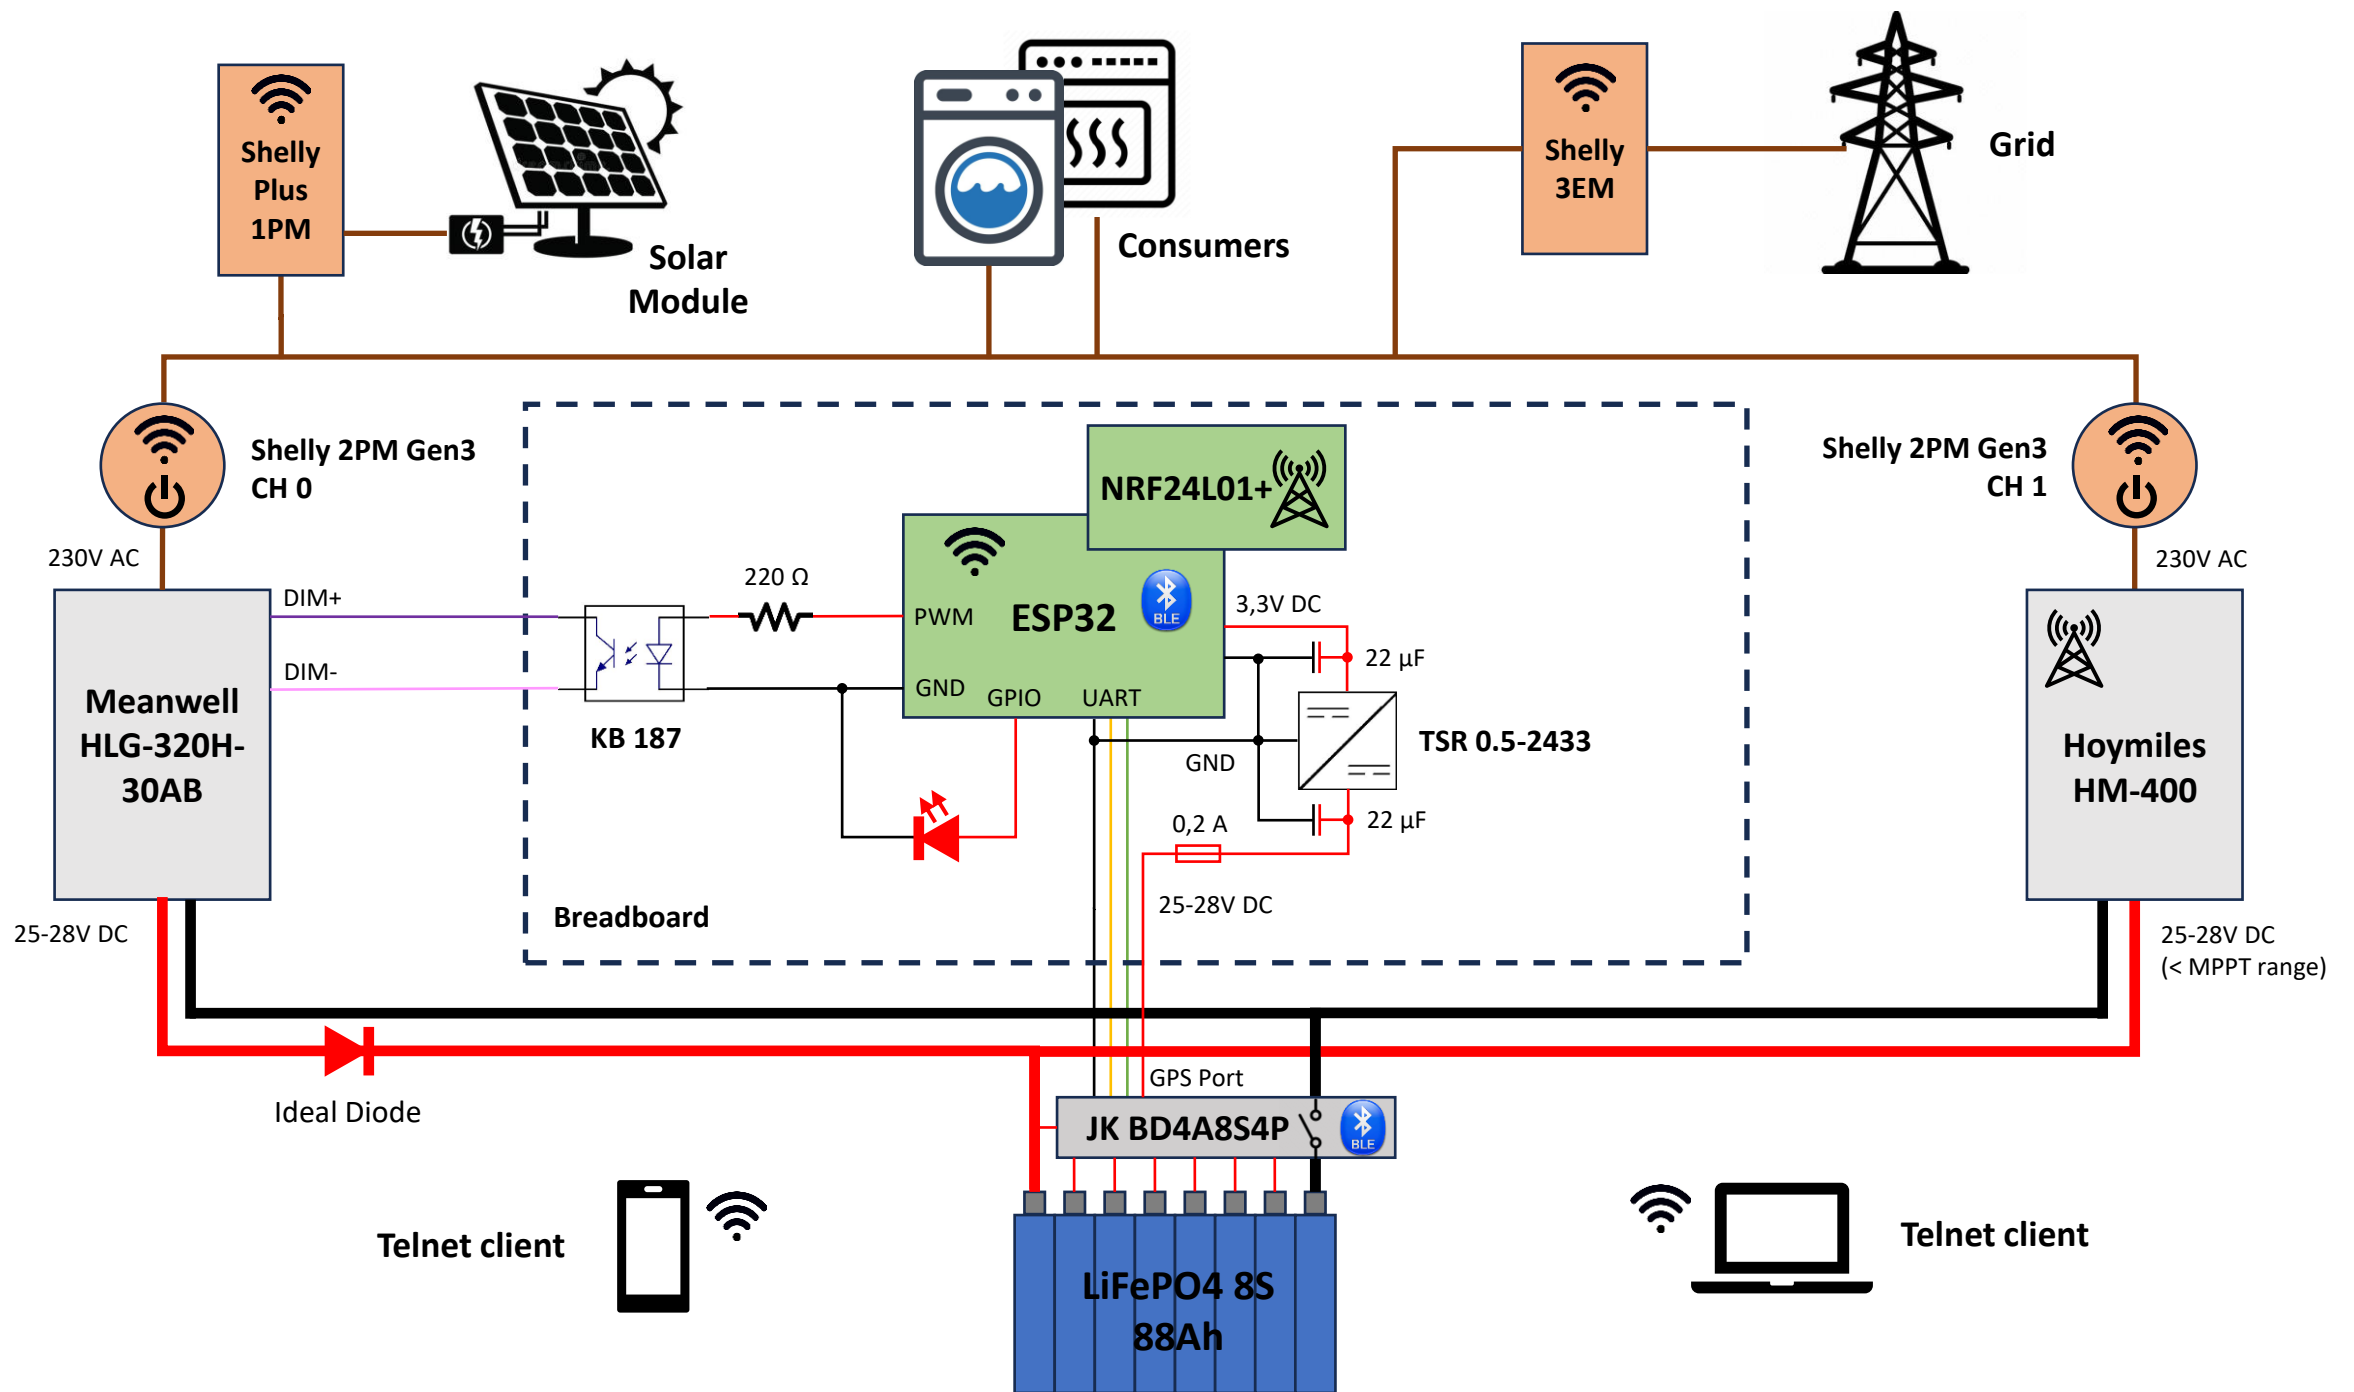 Shelly
Plus
1PM
Solar
Module
Consumers
Shelly
3EM
Grid
Shelly 2PM Gen3
CH 0
Shelly 2PM Gen3
CH 1
NRF24L01+
230V AC
230V AC
DIM+
220 Ω
PWM
ESP32
BLE
3,3V DC
22 µF
DIM-
GND
GPIO
UART
Meanwell
HLG-320H-
30AB
KB 187
GND
TSR 0.5-2433
Hoymiles
HM-400
0,2 A
22 µF
25-28V DC
Breadboard
25-28V DC
25-28V DC
(< MPPT range)
GPS Port
Ideal Diode
JK BD4A8S4P
BLE
Telnet client
Telnet client
LiFePO4 8S
88Ah